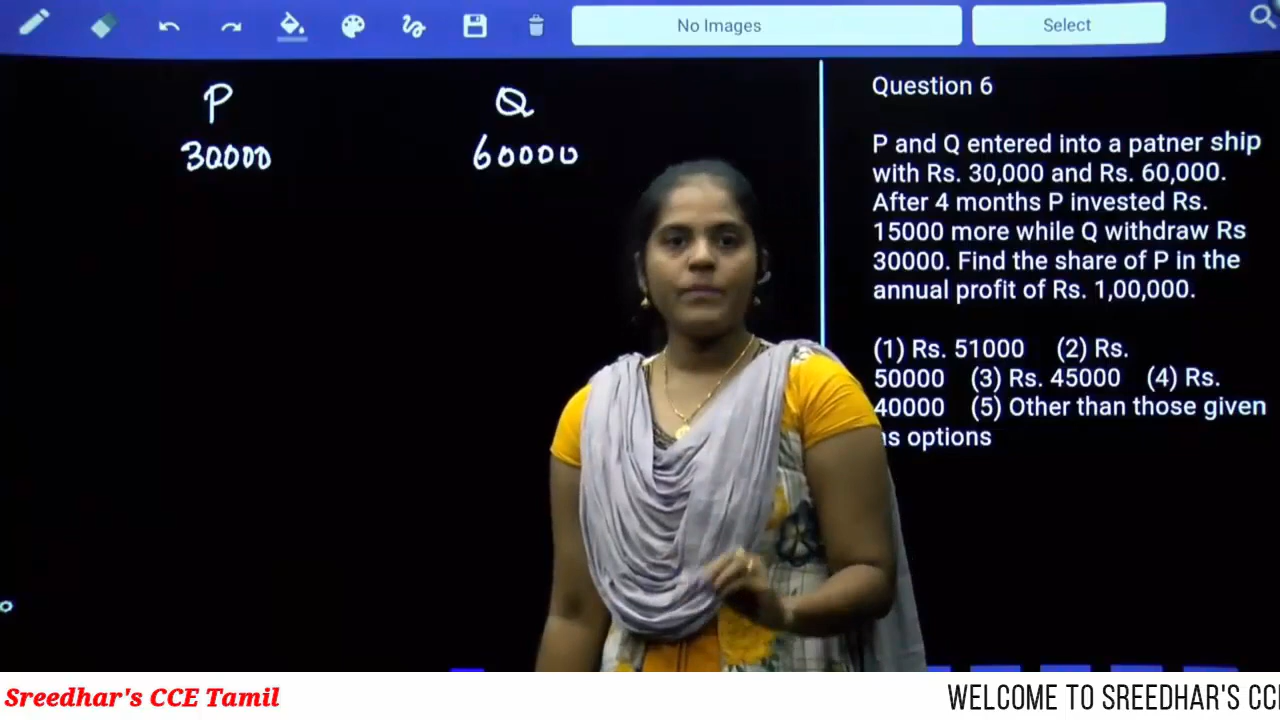 No Images
Select
P
Q
30000
60000
Question 6
P and Q entered into a patner ship
with Rs. 30,000 and Rs. 60,000.
After 4 months P invested Rs.
15000 more while Q withdraw Rs
30000. Find the share of P in the
annual profit of Rs. 1,00,000.
(1) Rs. 51000 (2) Rs.
50000 (3) Rs. 45000 (4) Rs.
40000 (5) Other than those given
as options
Sreedhar's CCE Tamil
WELCOME TO SREEDHAR'S CCE